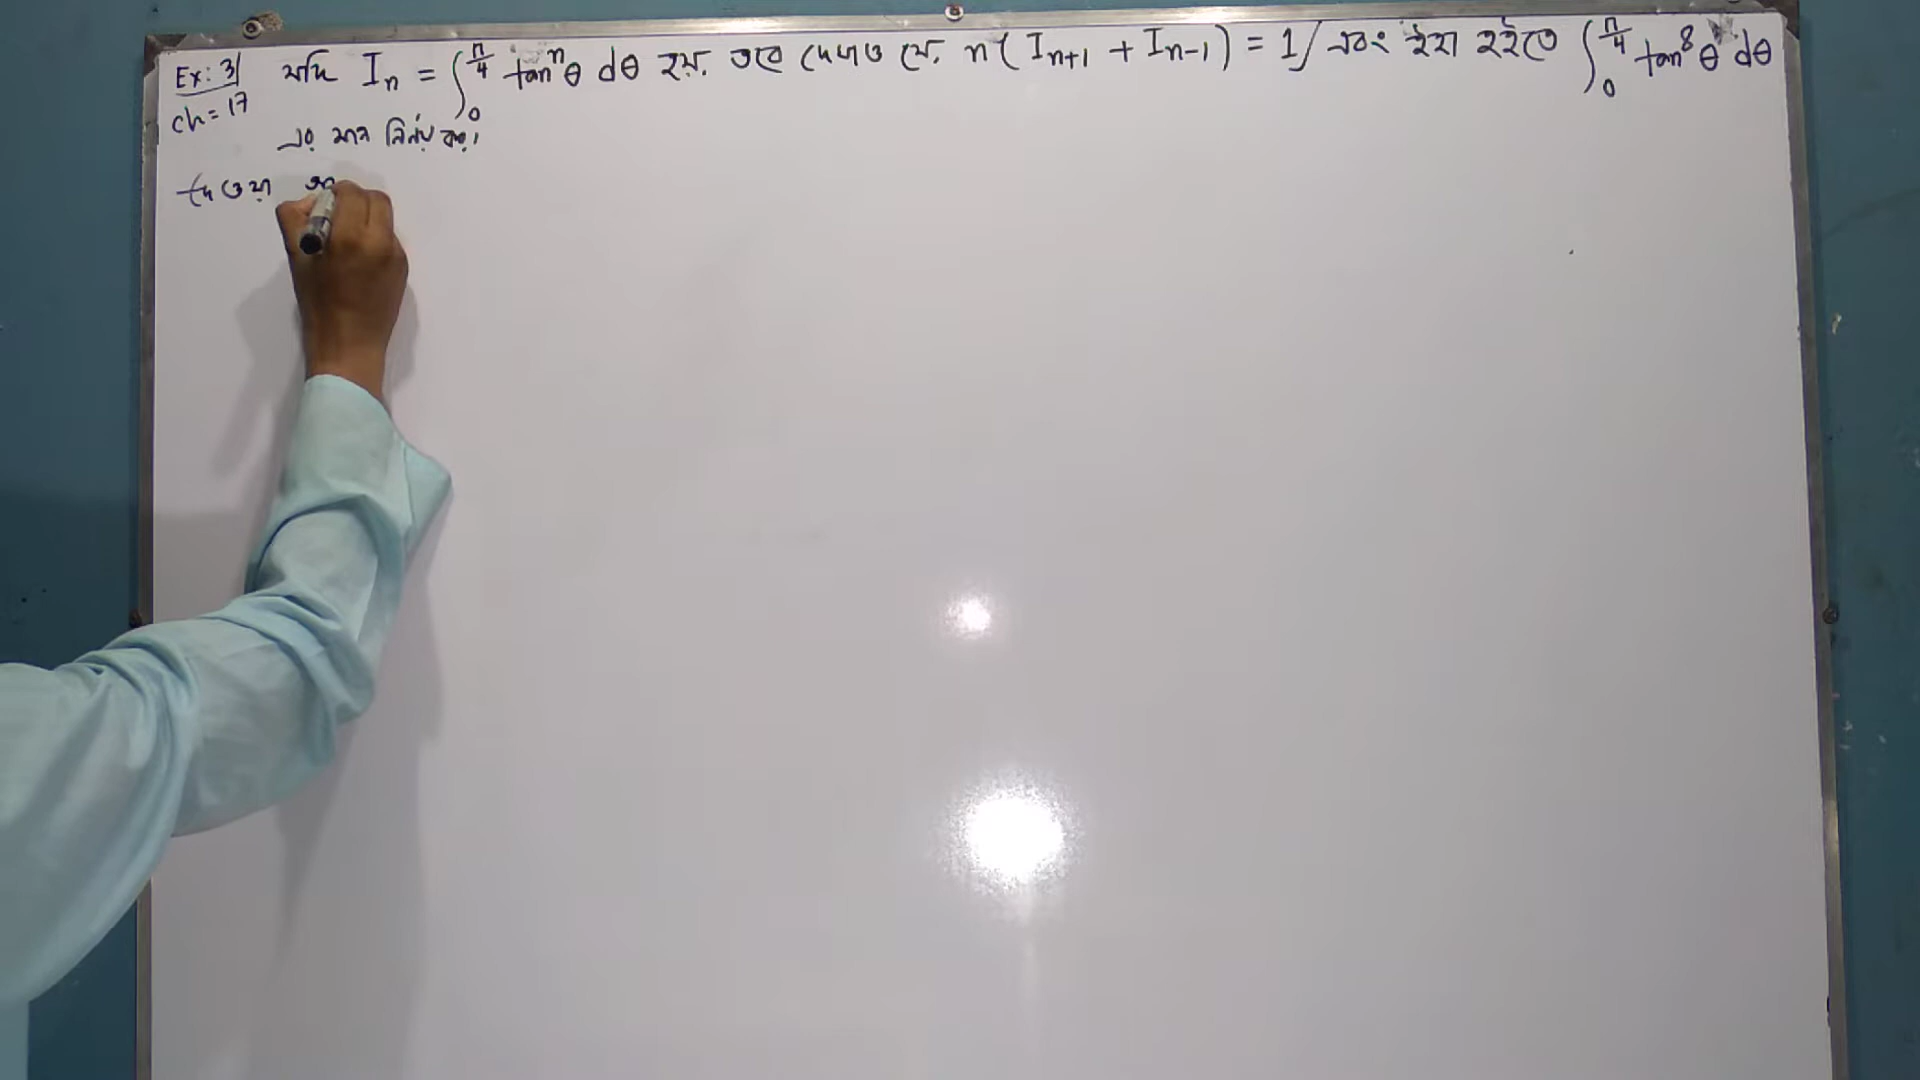 Ex: 3| যদি I_n = ∫_0^{π/4} tan^n θ dθ হয়. তবে দেখাও যে, n(I_{n+1} + I_{n-1}) = 1/ এবং ইহা হইতে ∫_0^{π/4} tan^8 θ dθ
ch = 17
এর মান নির্ণয় কর।
দেওয়া আ